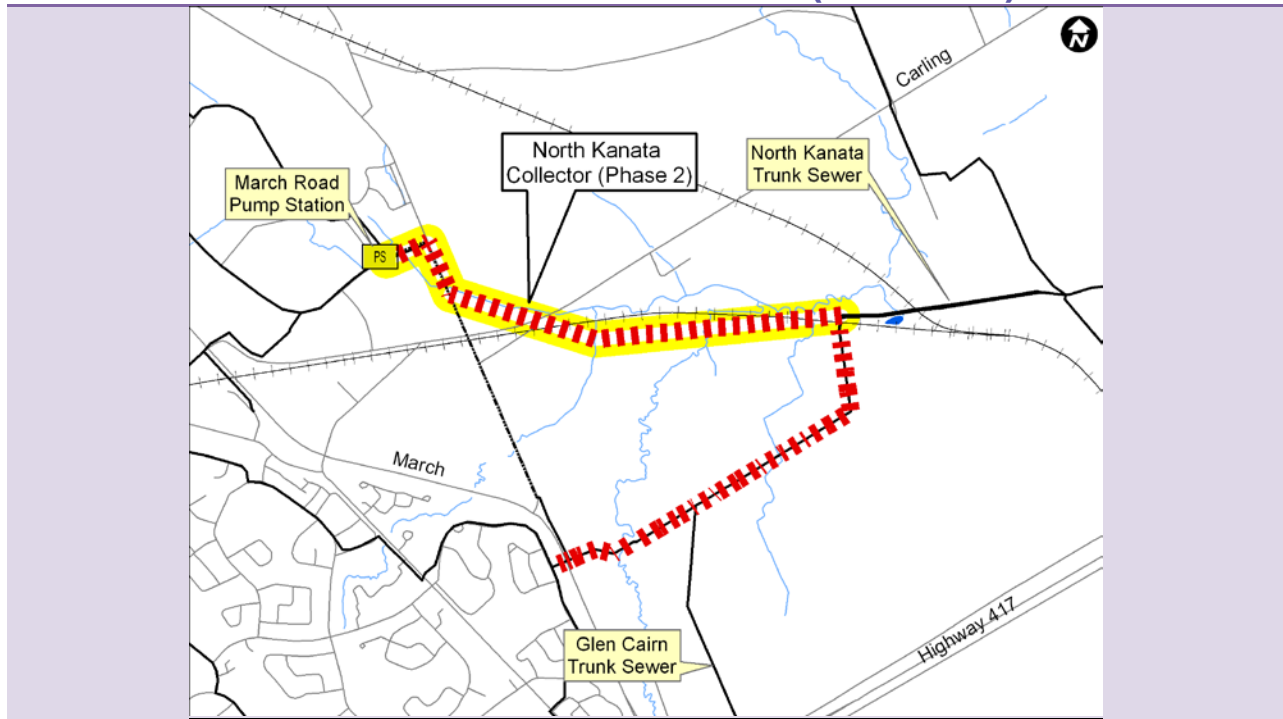 N
Carling
North Kanata
Collector (Phase 2)
North Kanata
Trunk Sewer
March Road
Pump Station
PS
March
Glen Cairn
Trunk Sewer
Highway 417